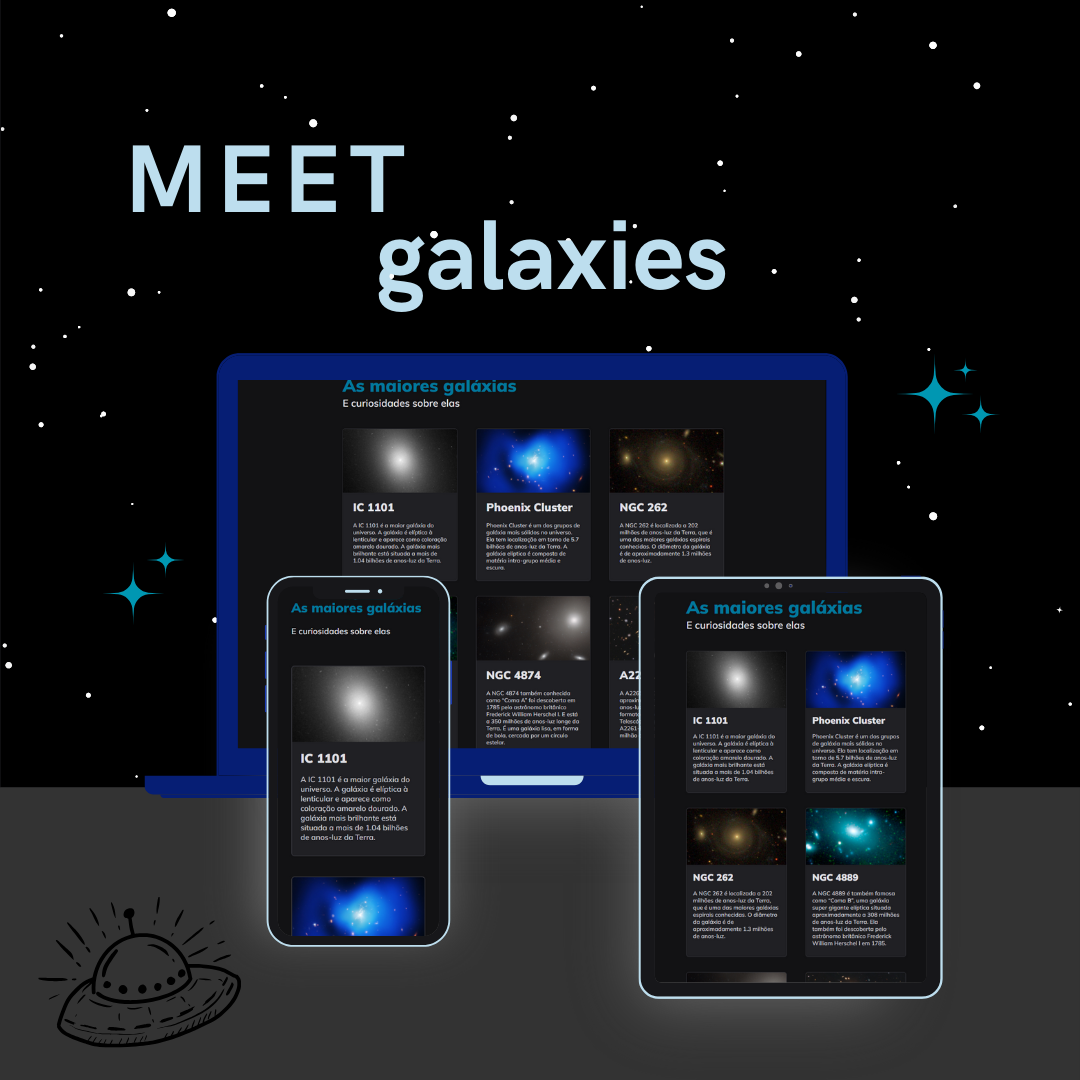 MEET
galaxies
As maiores galáxias
E curiosidades sobre elas
IC 1101
A IC 1101 é a maior galáxia do
universo. A galáxia é elíptica à
lenticular e aparece como coloração
amarelo dourado. A galáxia mais
brilhante está situada a mais de
1.04 bilhões de anos-luz da Terra.
Phoenix Cluster
Phoenix Cluster é um dos grupos de
galáxia mais sólidos no universo.
Ela tem localização em torno de 5.7
bilhões de anos-luz da Terra. A
galáxia elíptica é composta de
matéria intra-grupo média e
escura.
NGC 262
A NGC 262 é localizada a 202
milhões de anos-luz da Terra, que é
uma das maiores galáxias espirais
conhecidas. O diâmetro da galáxia
é de aproximadamente 1.3 milhões
de anos-luz.
NGC 4874
A NGC 4874 também conhecida
como "Coma A" foi descoberta em
1785 pelo astrônomo britânico
Frederick William Herschel I. E está
a 350 milhões de anos-luz longe da
Terra. É uma galáxia lisa, em forma
de bola, cercada por um círculo
estelar.
A22
A A226
aproxi
forma
Terra.
A2261-
milhão
As maiores galáxias
E curiosidades sobre elas
IC 1101
A IC 1101 é a maior galáxia do
universo. A galáxia é elíptica à
lenticular e aparece como
coloração amarelo dourado. A
galáxia mais brilhante está
situada a mais de 1.04 bilhões
de anos-luz da Terra.
As maiores galáxias
E curiosidades sobre elas
IC 1101
A IC 1101 é a maior galáxia do
universo. A galáxia é elíptica à
lenticular e aparece como
coloração amarelo dourado. A
galáxia mais brilhante está
situada a mais de 1.04 bilhões
de anos-luz da Terra.
Phoenix Cluster
Phoenix Cluster é um dos grupos
de galáxia mais sólidos no
universo. Ela tem localização em
torno de 5.7 bilhões de anos-luz
da Terra. A galáxia elíptica é
composta de matéria intra-
grupo média e escura.
NGC 262
A NGC 262 é localizada a 202
milhões de anos-luz da Terra,
que é uma das maiores galáxias
espirais conhecidas. O diâmetro
da galáxia é de
aproximadamente 1.3 milhões
de anos-luz.
NGC 4889
A NGC 4889 é também famosa
como "Coma B", uma galáxia
super gigante elíptica situada
aproximadamente a 308 milhões
de anos-luz da Terra. Ela
também foi descoberta pelo
astrônomo britânico Frederick
William Herschel I em 1785.